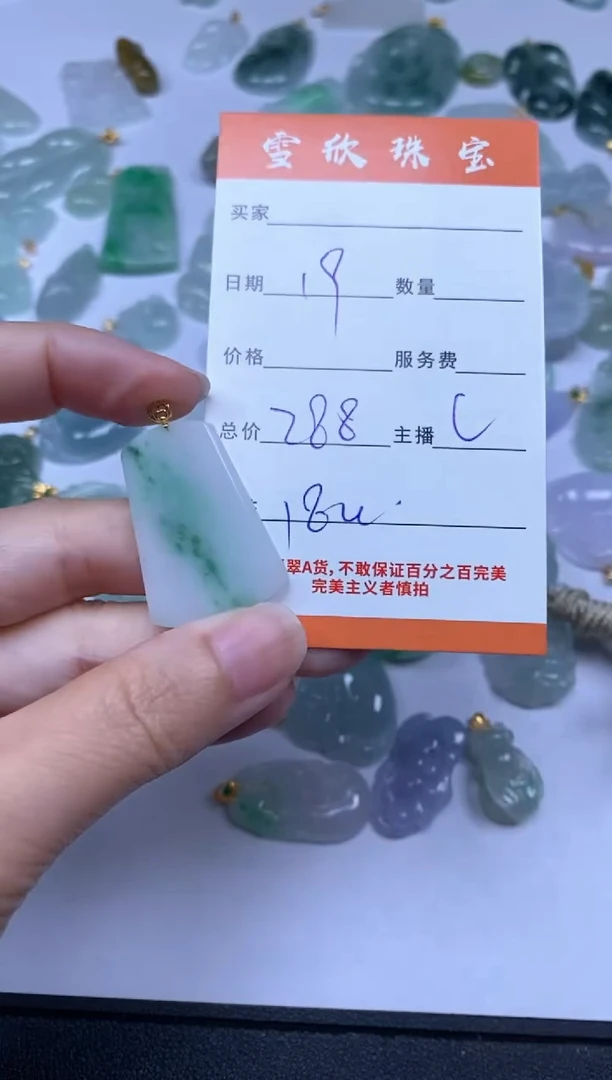 雪欣珠宝
买家
日期 19 数量
价格 服务费
总价 288 主播
翠A货，不敢保证百分之百完美
完美主义者慎拍